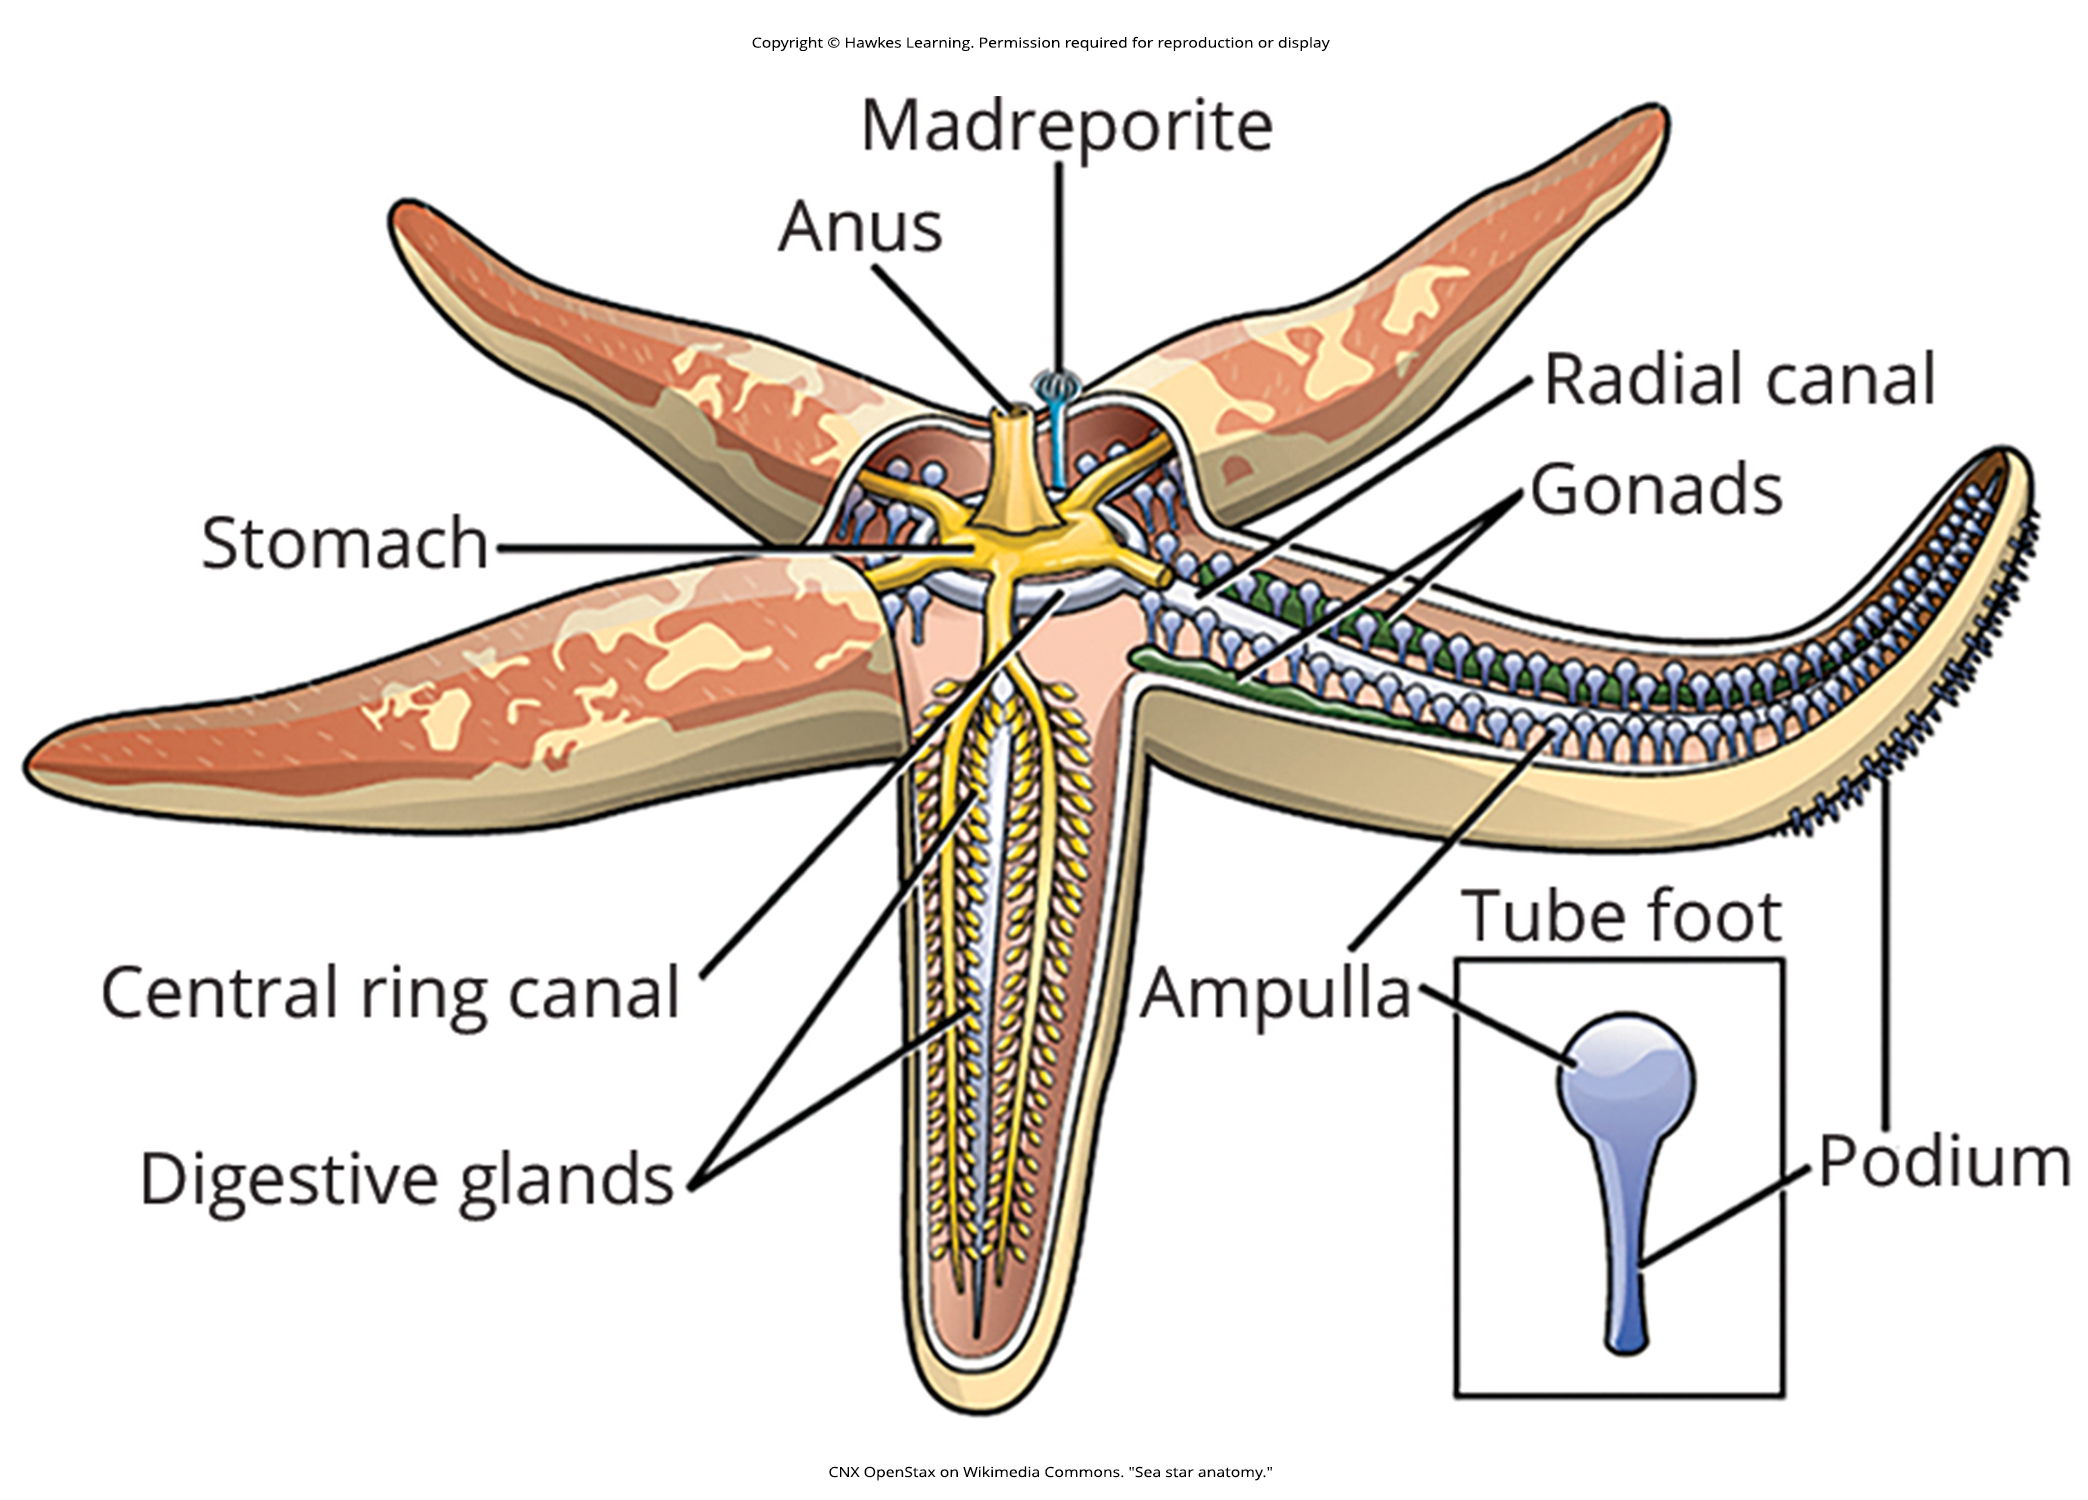 Copyright © Hawkes Learning. Permission required for reproduction or display
Madreporite
Anus
Radial canal
Gonads
Stomach
Tube foot
Central ring canal
Ampulla
Podium
Digestive glands
CNX OpenStax on Wikimedia Commons. "Sea star anatomy."